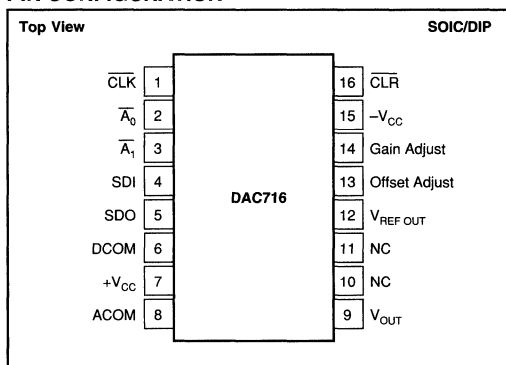 PIN CONFIGURATION
Top View SOIC/DIP
CLK 1 16 CLR
A0 2 15 –VCC
A1 3 14 Gain Adjust
SDI 4 13 Offset Adjust
DAC716
SDO 5 12 VREF OUT
DCOM 6 11 NC
+VCC 7 10 NC
ACOM 8 9 VOUT